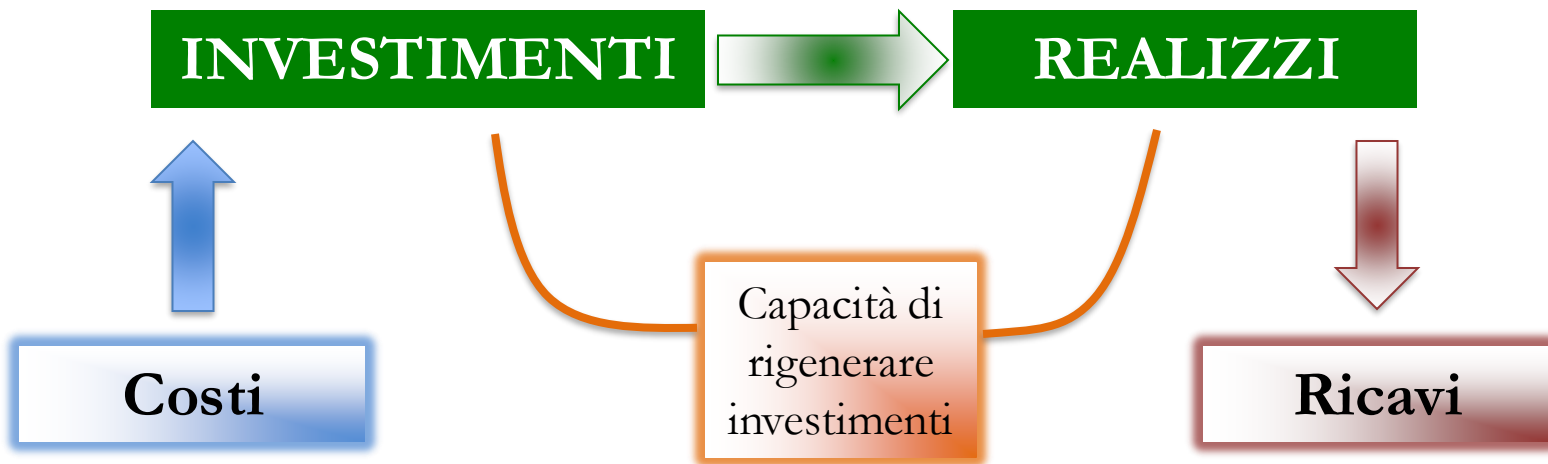 INVESTIMENTI
REALIZZI
Capacità di
rigenerare
investimenti
Costi
Ricavi